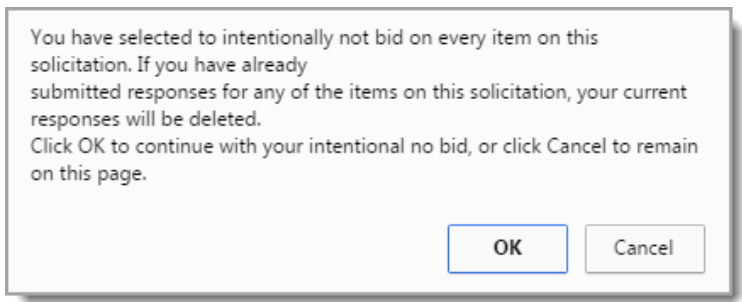 You have selected to intentionally not bid on every item on this
solicitation. If you have already
submitted responses for any of the items on this solicitation, your current
responses will be deleted.
Click OK to continue with your intentional no bid, or click Cancel to remain
on this page.
OK
Cancel